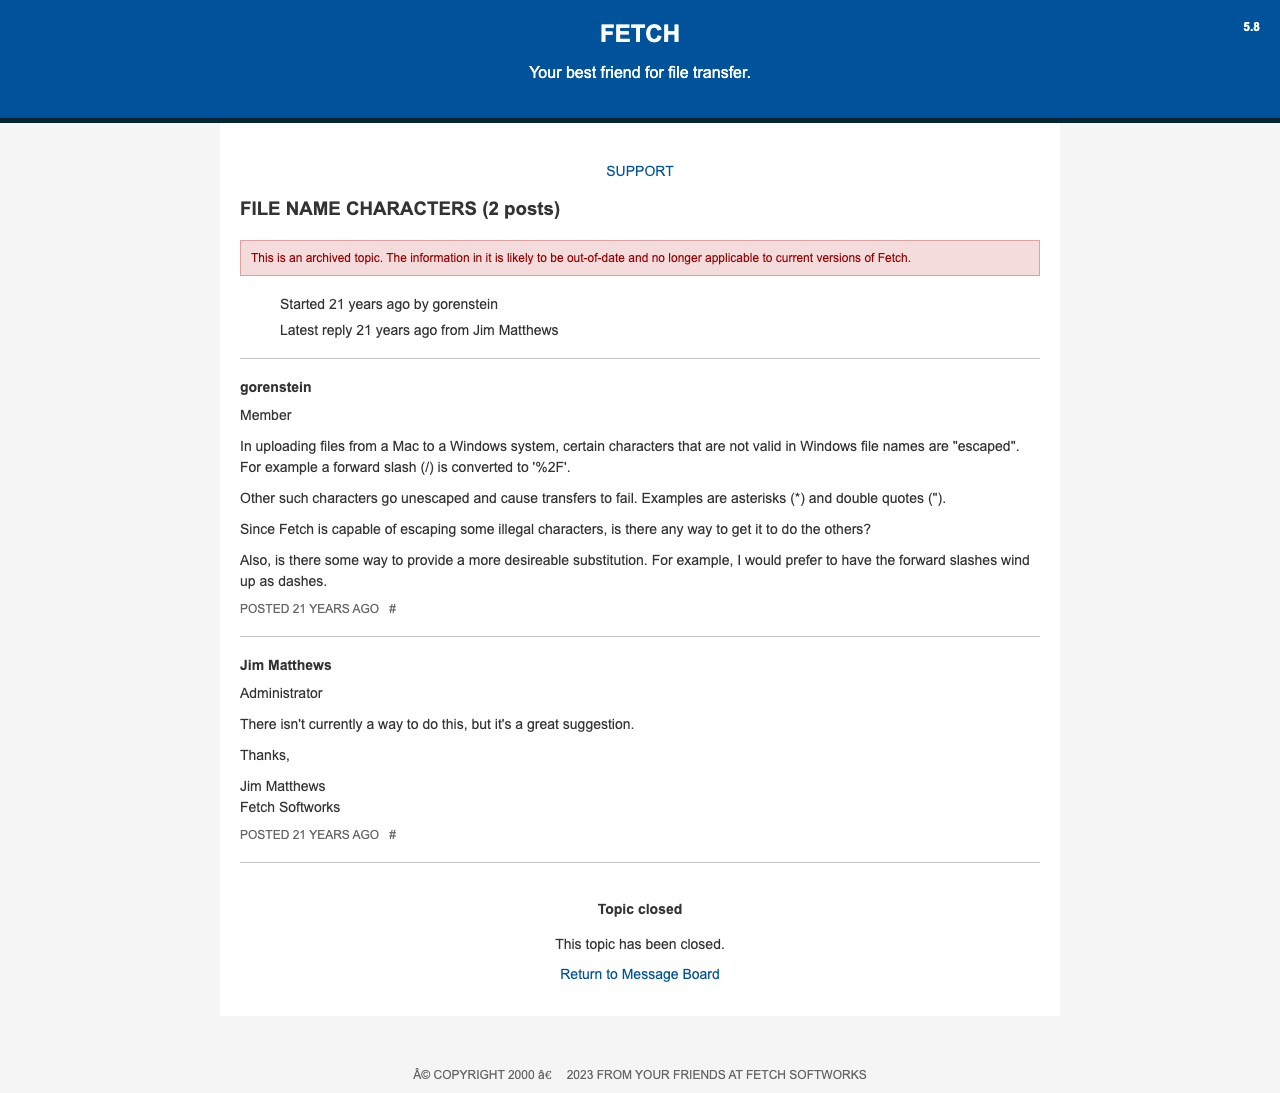 FETCH
5.8
Your best friend for file transfer.
SUPPORT
FILE NAME CHARACTERS (2 posts)
This is an archived topic. The information in it is likely to be out-of-date and no longer applicable to current versions of Fetch.
Started 21 years ago by gorenstein
Latest reply 21 years ago from Jim Matthews
gorenstein
Member
In uploading files from a Mac to a Windows system, certain characters that are not valid in Windows file names are "escaped".
For example a forward slash (/) is converted to '%2F'.
Other such characters go unescaped and cause transfers to fail. Examples are asterisks (*) and double quotes (").
Since Fetch is capable of escaping some illegal characters, is there any way to get it to do the others?
Also, is there some way to provide a more desireable substitution. For example, I would prefer to have the forward slashes wind
up as dashes.
POSTED 21 YEARS AGO #
Jim Matthews
Administrator
There isn't currently a way to do this, but it's a great suggestion.
Thanks,
Jim Matthews
Fetch Softworks
POSTED 21 YEARS AGO #
Topic closed
This topic has been closed.
Return to Message Board
Â© COPYRIGHT 2000 â€ 2023 FROM YOUR FRIENDS AT FETCH SOFTWORKS